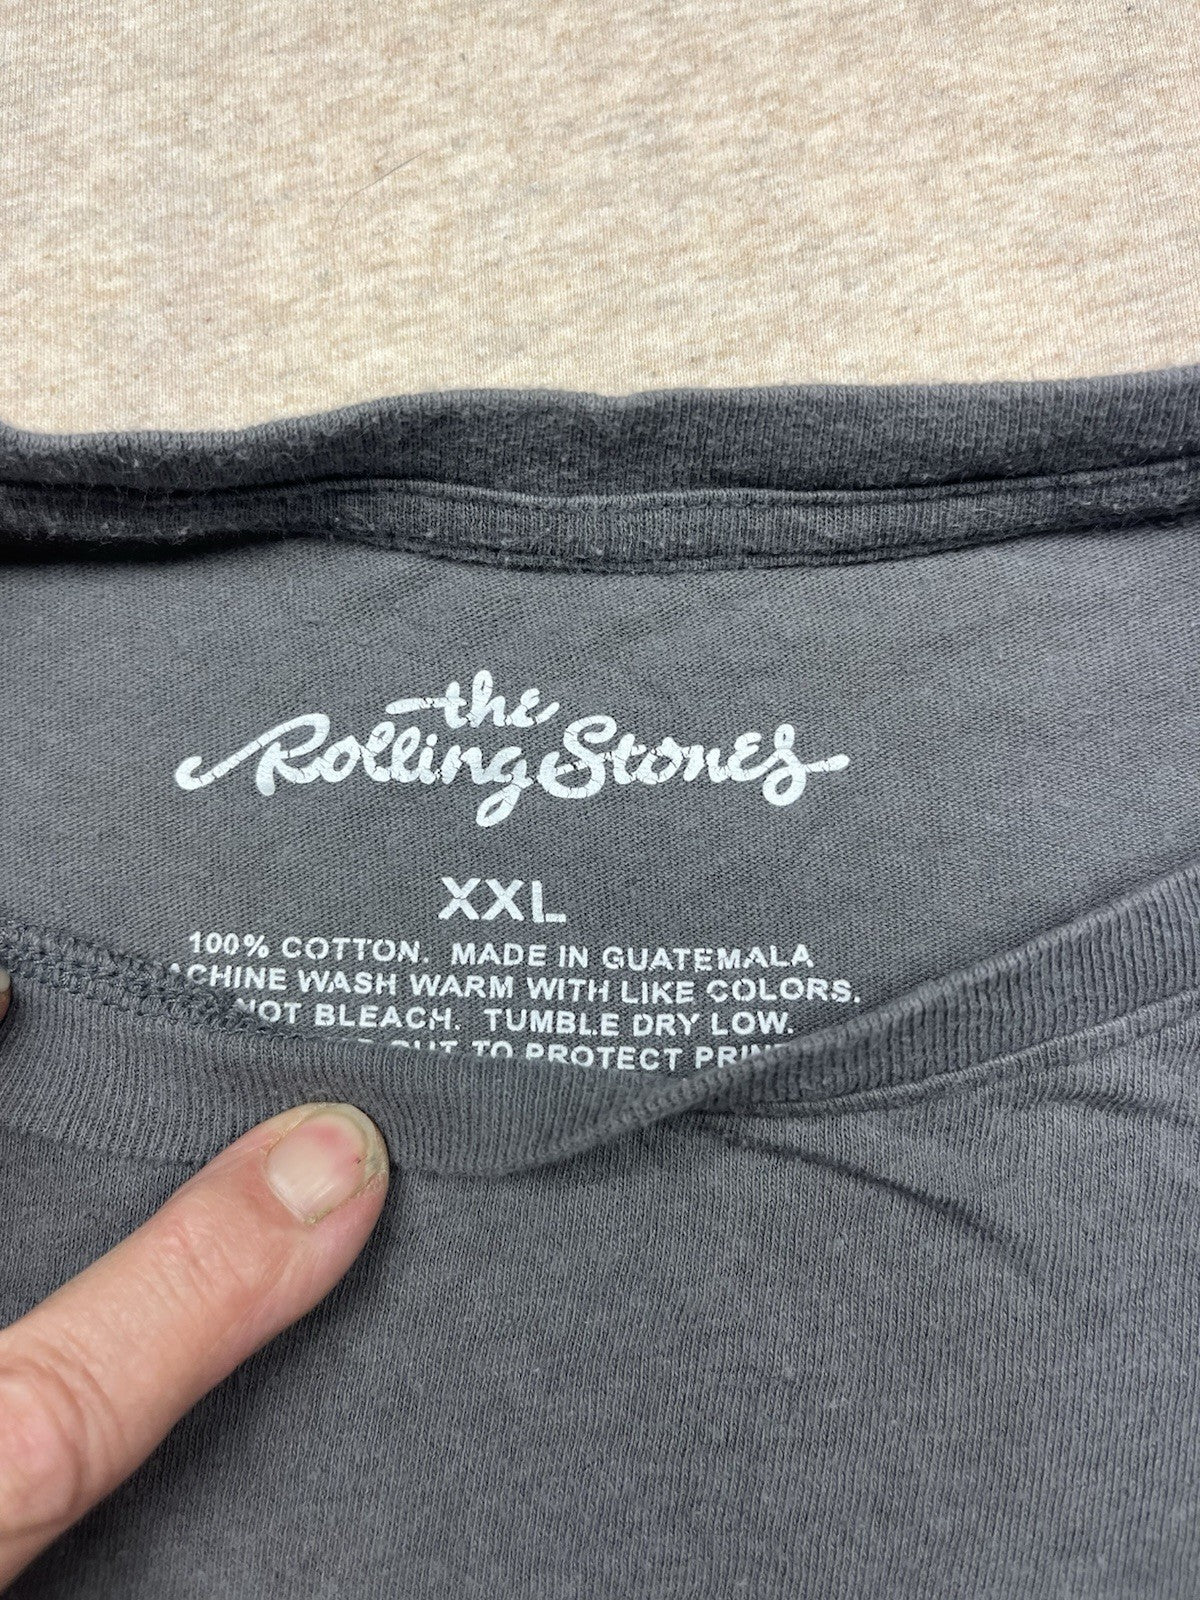 the
Rolling Stones
XXL
100% COTTON. MADE IN GUATEMALA
WASH WARM WITH LIKE COLORS.
BLEACH. TUMBLE DRY LOW.
TO PROTECT